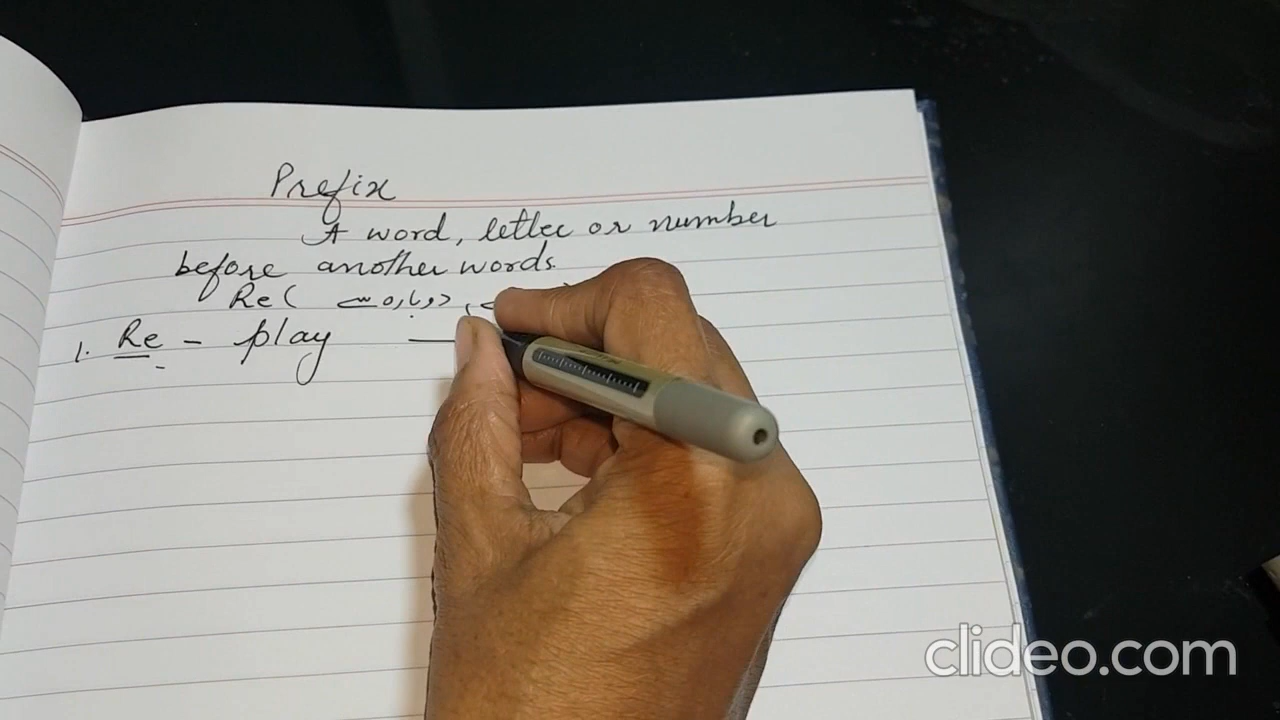 Prefix
A word, letter or number
before another words.
Re (
1. Re - play
clideo.com